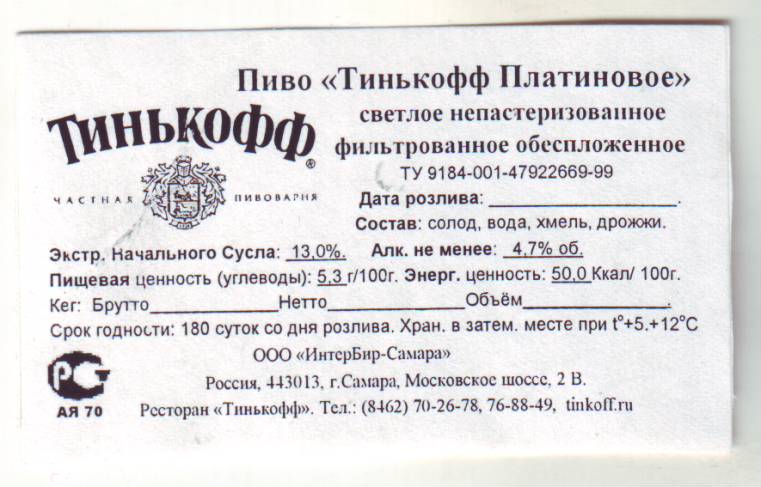 Пиво «Тинькофф Платиновое»
ТИНЬКОФФ®
светлое непастеризованное
фильтрованное обеспложенное
ТУ 9184-001-47922669-99
ЧАСТНАЯ ПИВОВАРНЯ
Дата розлива: ____________________.
Состав: солод, вода, хмель, дрожжи.
Экстр. Начального Сусла: 13,0%. Алк. не менее: 4,7% об.
Пищевая ценность (углеводы): 5,3 г/100г. Энерг. ценность: 50,0 Ккал/ 100г.
Кег: Брутто_____________Нетто______________Объём_______________.
Срок годности: 180 суток со дня розлива. Хран. в затем. месте при t°+5.+12°С
ООО «ИнтерБир-Самара»
Россия, 443013, г.Самара, Московское шоссе, 2 В.
РСТ
АЯ 70
Ресторан «Тинькофф». Тел.: (8462) 70-26-78, 76-88-49, tinkoff.ru